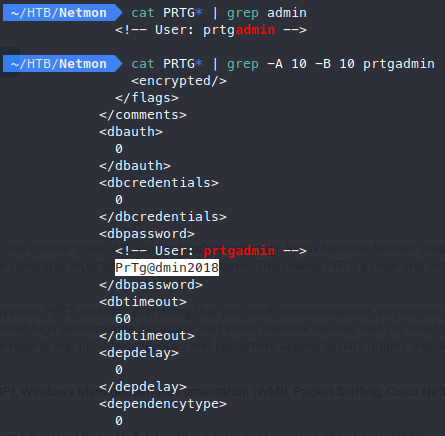 ~/HTB/Netmon cat PRTG* | grep admin
<!-- User: prtgadmin -->
~/HTB/Netmon cat PRTG* | grep -A 10 -B 10 prtgadmin
<encrypted/>
</flags>
</comments>
<dbauth>
0
</dbauth>
<dbcredentials>
0
</dbcredentials>
<dbpassword>
<!-- User: prtgadmin -->
PrTg@dmin2018
</dbpassword>
<dbtimeout>
60
</dbtimeout>
<depdelay>
0
</depdelay>
<dependencytype>
0